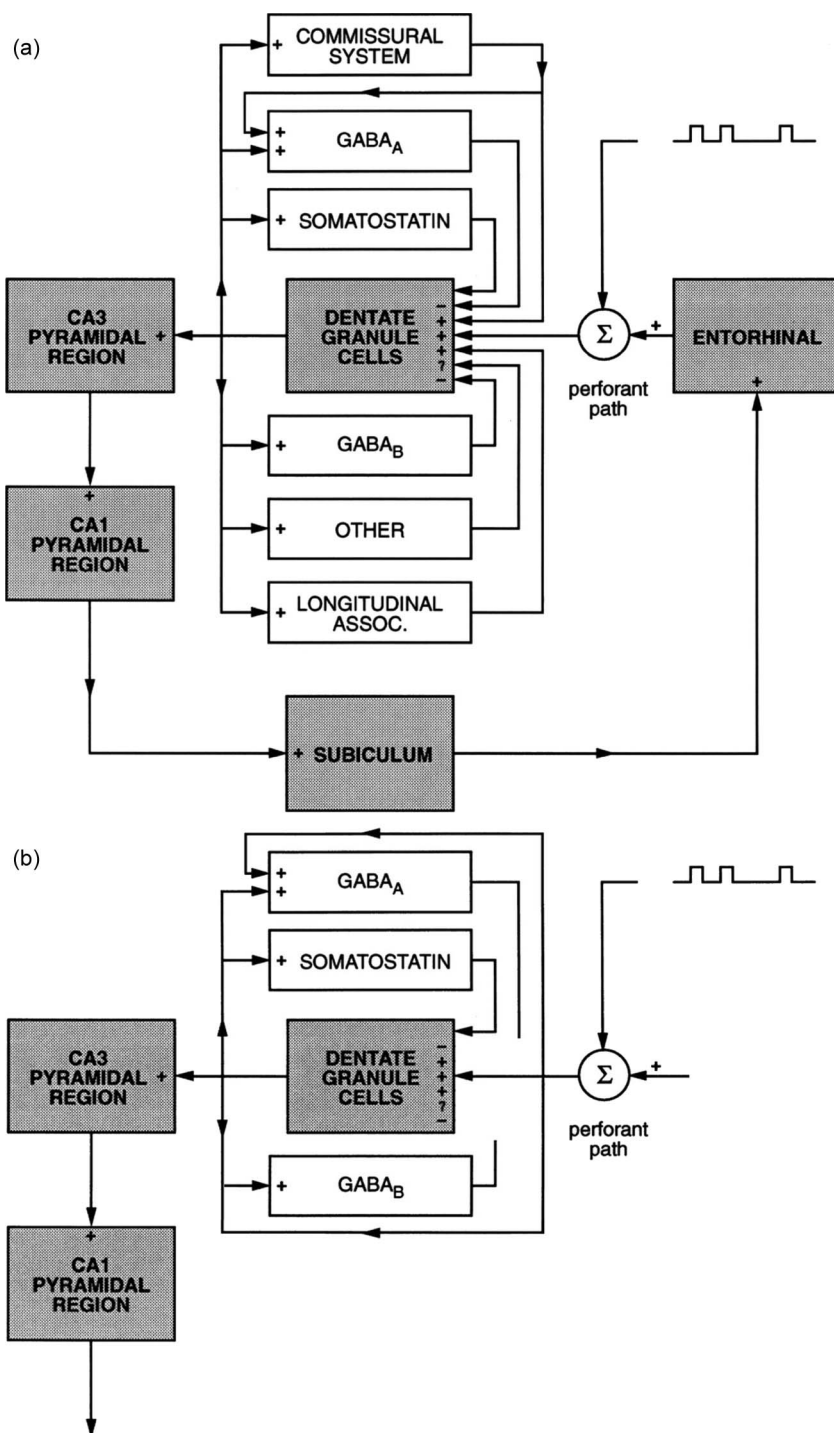 (a)
+ COMMISSURAL
SYSTEM
+
+ GABA_A
+ SOMATOSTATIN
CA3
PYRAMIDAL +
REGION
DENTATE
GRANULE
CELLS
−
+
+
+
?
−
Σ
+
perforant
path
ENTORHINAL
+
+ GABA_B
+
CA1
PYRAMIDAL
REGION
+ OTHER
+ LONGITUDINAL
ASSOC.
+ SUBICULUM
(b)
+
+ GABA_A
+ SOMATOSTATIN
CA3
PYRAMIDAL +
REGION
DENTATE
GRANULE
CELLS
−
+
+
+
?
−
Σ
+
perforant
path
+ GABA_B
+
CA1
PYRAMIDAL
REGION